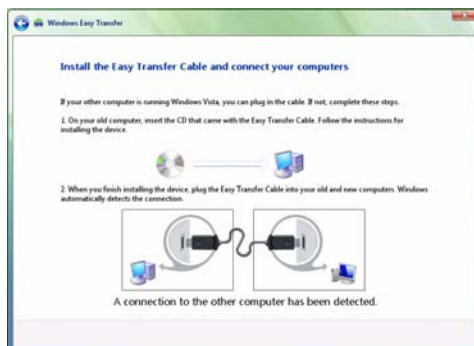 Windows Easy Transfer
Install the Easy Transfer Cable and connect your computers
If your other computer is running Windows Vista, you can plug in the cable. If not, complete these steps.
1. On your old computer, insert the CD that came with the Easy Transfer Cable. Follow the instructions for
installing the device.
2. When you finish installing the device, plug the Easy Transfer Cable into your old and new computers. Windows
automatically detects the connection.
A connection to the other computer has been detected.